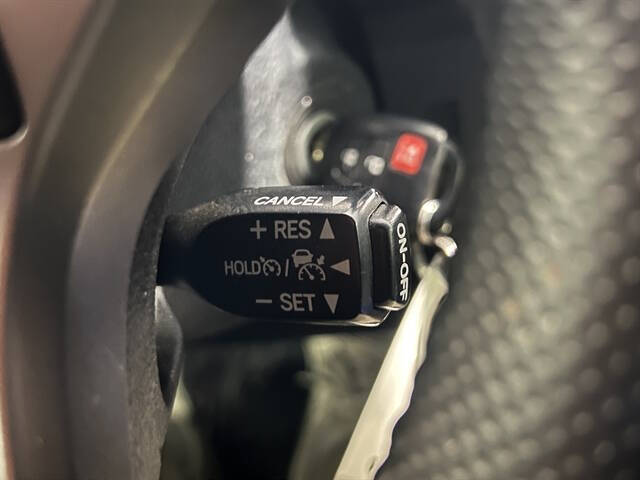 CANCEL ▼
+ RES ▲
HOLD / ◀
− SET ▼
ON-OFF